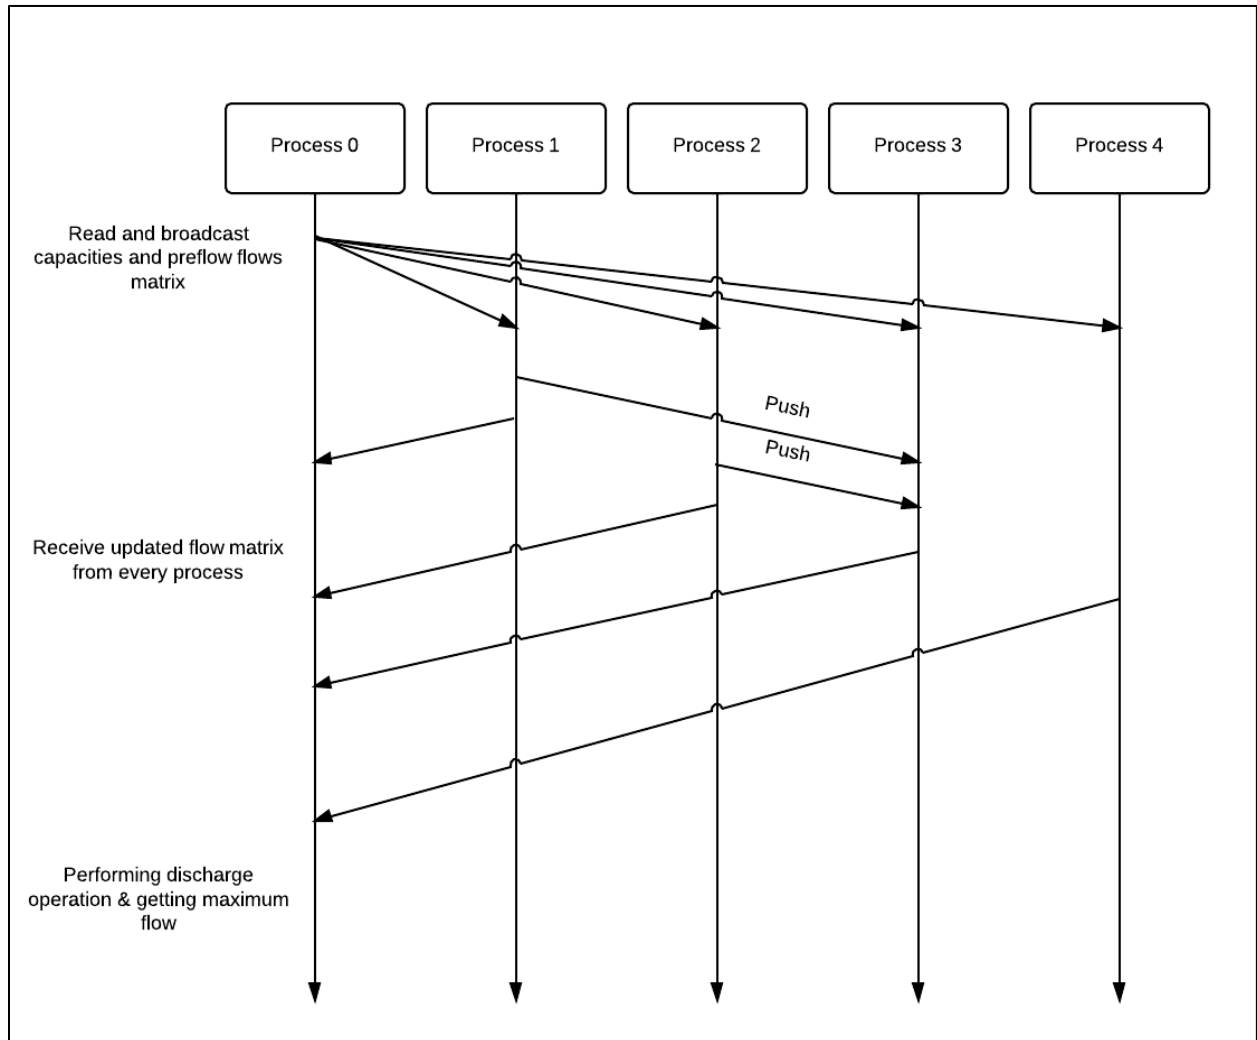 Process 0
Process 1
Process 2
Process 3
Process 4
Read and broadcast
capacities and preflow flows
matrix
Push
Push
Receive updated flow matrix
from every process
Performing discharge
operation & getting maximum
flow